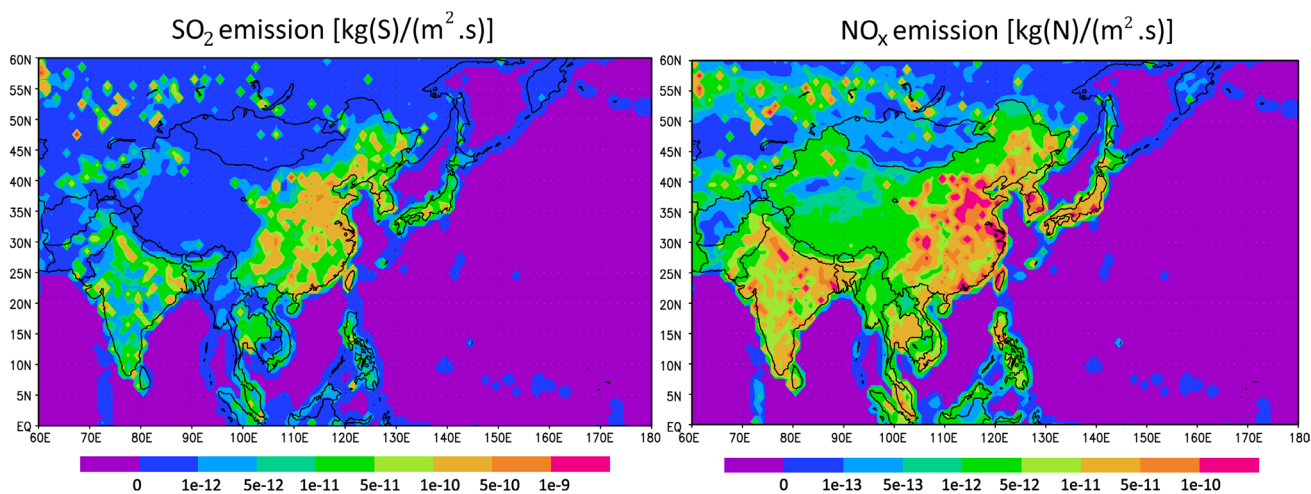 SO₂ emission [kg(S)/(m² .s)]
60N
55N
50N
45N
40N
35N
30N
25N
20N
15N
10N
5N
EQ
60E 70E 80E 90E 100E 110E 120E 130E 140E 150E 160E 170E 180
0 1e-12 5e-12 1e-11 5e-11 1e-10 5e-10 1e-9
NOₓ emission [kg(N)/(m² .s)]
60N
55N
50N
45N
40N
35N
30N
25N
20N
15N
10N
5N
EQ
60E 70E 80E 90E 100E 110E 120E 130E 140E 150E 160E 170E 180
0 1e-13 5e-13 1e-12 5e-12 1e-11 5e-11 1e-10